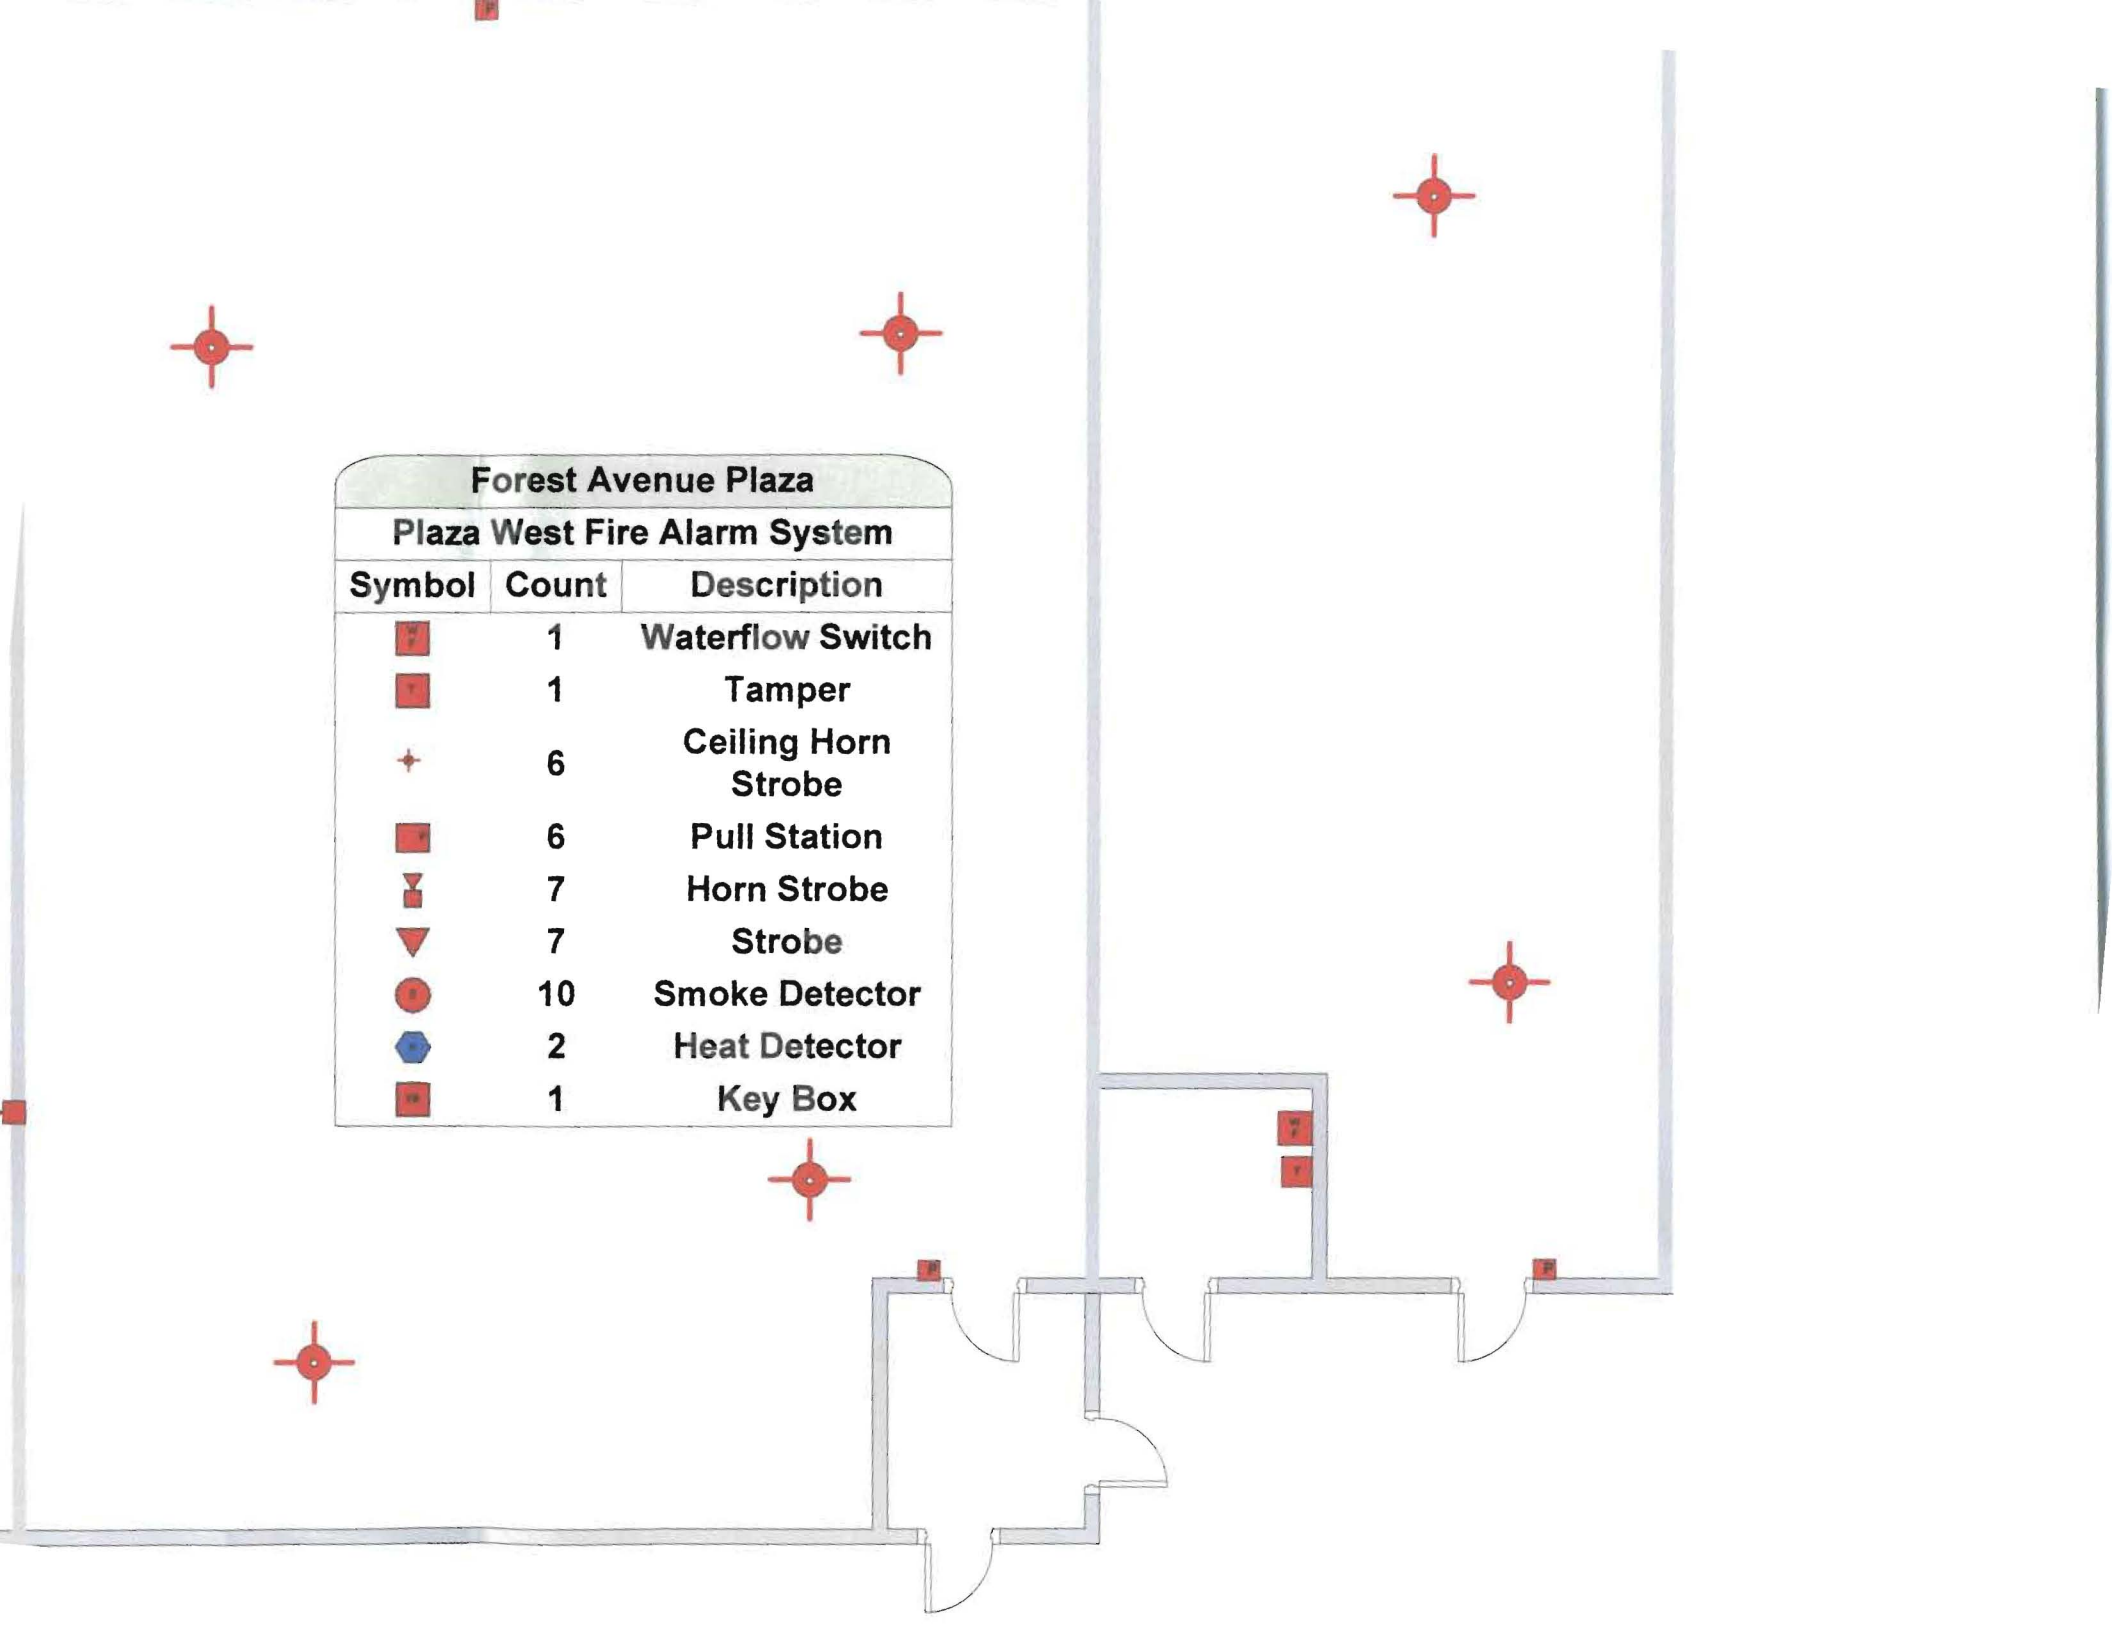 P
Forest Avenue Plaza
Plaza West Fire Alarm System
Symbol Count Description
WF 1 Waterflow Switch
T 1 Tamper
6 Ceiling Horn
Strobe
P 6 Pull Station
7 Horn Strobe
7 Strobe
10 Smoke Detector
2 Heat Detector
1 Key Box
W
F
T
P
P